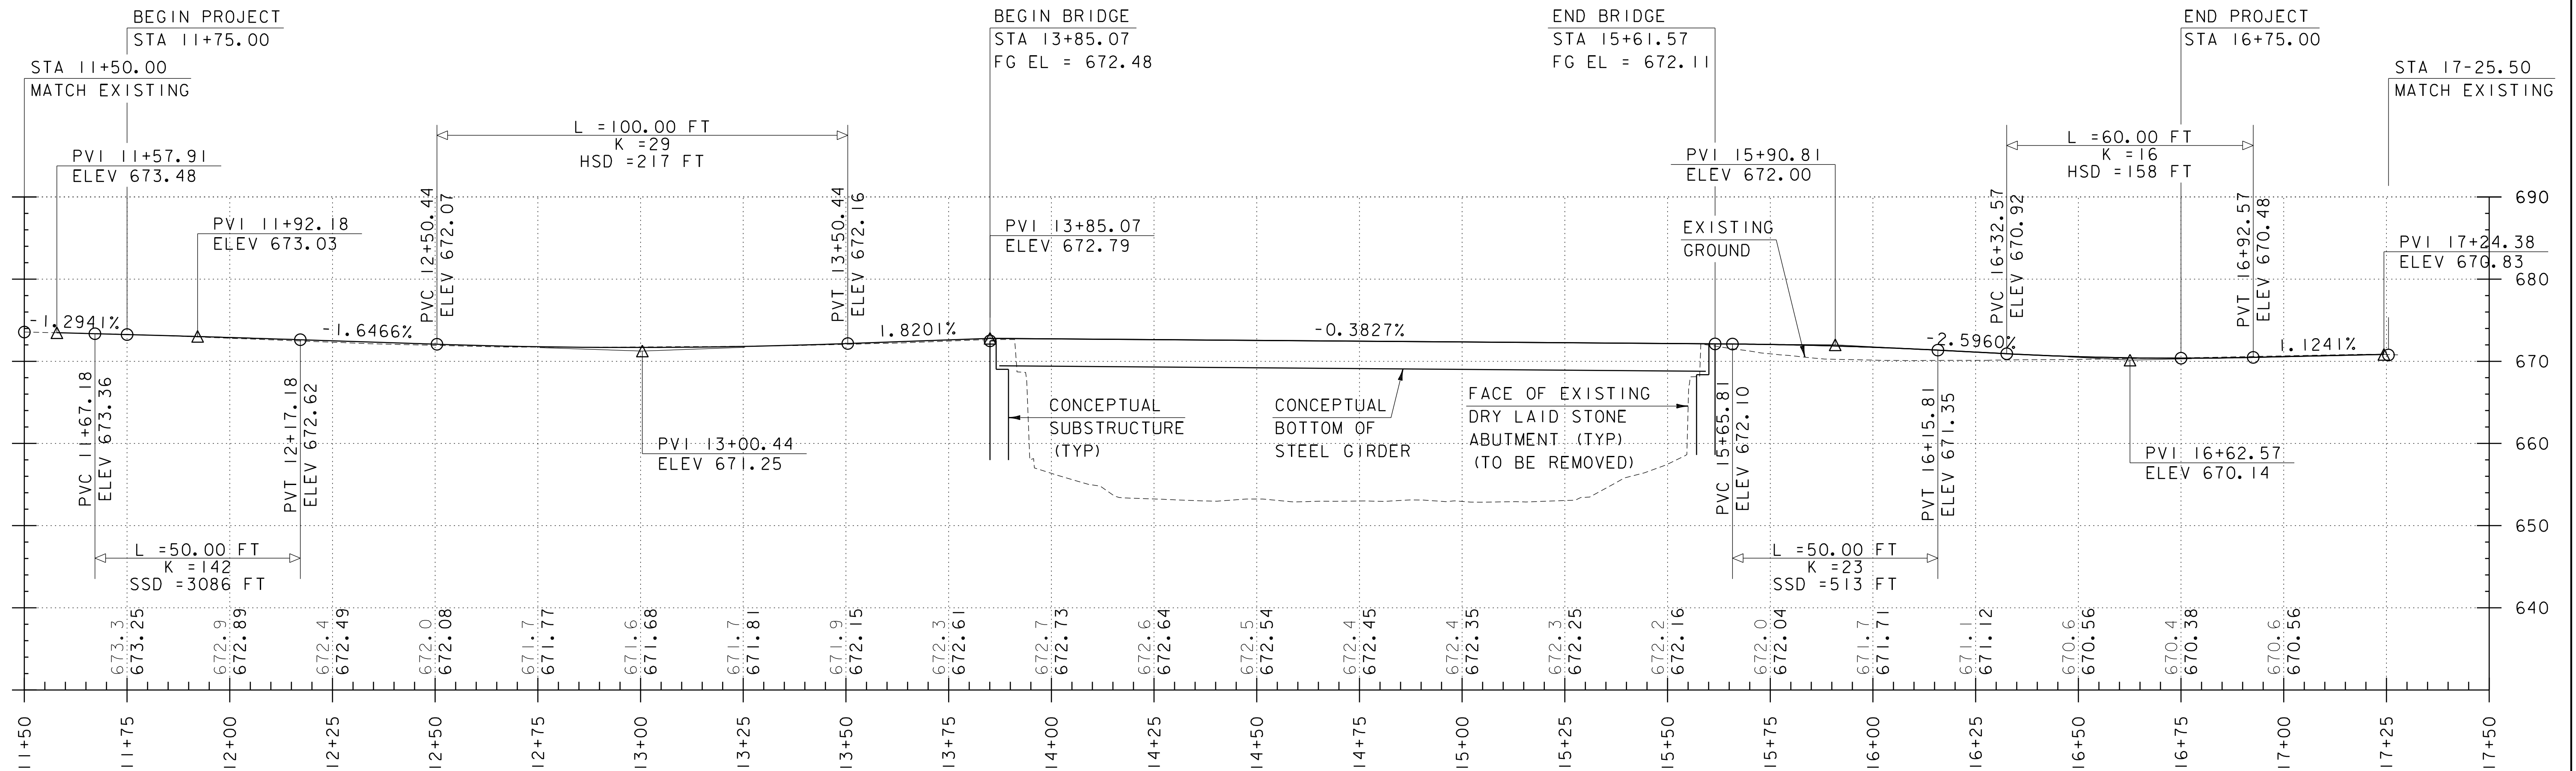 BEGIN PROJECT
STA 11+75.00
BEGIN BRIDGE
STA 13+85.07
FG EL = 672.48
END BRIDGE
STA 15+61.57
FG EL = 672.11
END PROJECT
STA 16+75.00
STA 11+50.00
MATCH EXISTING
STA 17-25.50
MATCH EXISTING
L =100.00 FT
K =29
HSD =217 FT
L =60.00 FT
K =16
HSD =158 FT
PVI 11+57.91
ELEV 673.48
PVI 11+92.18
ELEV 673.03
PVC 12+50.44
ELEV 672.07
PVT 13+50.44
ELEV 672.16
PVI 13+85.07
ELEV 672.79
PVI 15+90.81
ELEV 672.00
EXISTING
GROUND
PVC 16+32.57
ELEV 670.92
PVT 16+92.57
ELEV 670.48
PVI 17+24.38
ELEV 670.83
690
680
670
660
650
640
-1.2941%
-1.6466%
1.8201%
-0.3827%
-2.5960%
1.1241%
PVC 11+67.18
ELEV 673.36
PVT 12+17.18
ELEV 672.62
PVI 13+00.44
ELEV 671.25
CONCEPTUAL
SUBSTRUCTURE
(TYP)
CONCEPTUAL
BOTTOM OF
STEEL GIRDER
FACE OF EXISTING
DRY LAID STONE
ABUTMENT (TYP)
(TO BE REMOVED)
PVC 15+65.81
ELEV 672.10
PVT 16+15.81
ELEV 671.35
PVI 16+62.57
ELEV 670.14
L =50.00 FT
K =142
SSD =3086 FT
L =50.00 FT
K =23
SSD =513 FT
673.3
673.25
672.9
672.89
672.4
672.49
672.0
672.08
671.7
671.77
671.6
671.68
671.7
671.81
671.9
672.15
672.3
672.61
672.7
672.73
672.6
672.64
672.5
672.54
672.4
672.45
672.4
672.35
672.3
672.25
672.2
672.16
672.0
672.04
671.7
671.71
671.1
671.12
670.6
670.56
670.4
670.38
670.6
670.56
11+50
11+75
12+00
12+25
12+50
12+75
13+00
13+25
13+50
13+75
14+00
14+25
14+50
14+75
15+00
15+25
15+50
15+75
16+00
16+25
16+50
16+75
17+00
17+25
17+50